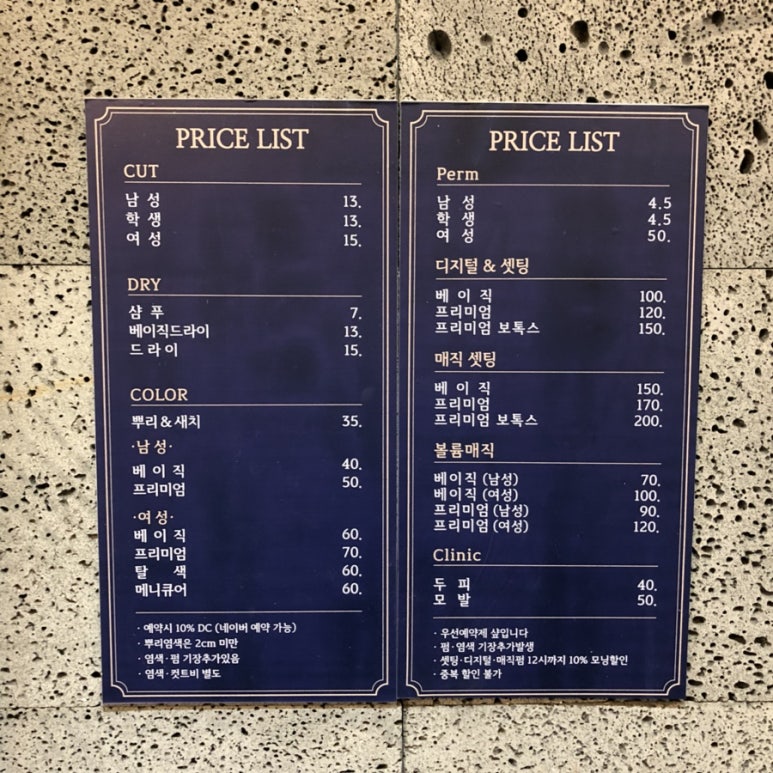 PRICE LIST
CUT
남 성 13.
학 생 13.
여 성 15.
DRY
샴 푸 7.
베이직드라이 13.
드 라 이 15.
COLOR
뿌리 & 새치 35.
·남 성·
베 이 직 40.
프리미엄 50.
·여 성·
베 이 직 60.
프리미엄 70.
탈 색 60.
메니큐어 60.
· 예약시 10% DC (네이버 예약 가능)
· 뿌리염색은 2cm 미만
· 염색 · 펌 기장추가있음
· 염색 · 컷트비 별도
PRICE LIST
Perm
남 성 4.5
학 생 4.5
여 성 50.
디지털 & 셋팅
베 이 직 100.
프리미엄 120.
프리미엄 보톡스 150.
매직 셋팅
베 이 직 150.
프리미엄 170.
프리미엄 보톡스 200.
볼륨매직
베이직 (남성) 70.
베이직 (여성) 100.
프리미엄 (남성) 90.
프리미엄 (여성) 120.
Clinic
두 피 40.
모 발 50.
· 우선예약제 샵입니다
· 펌 · 염색 기장추가발생
· 셋팅 · 디지털 · 매직펌 12시까지 10% 모닝할인
· 중복 할인 불가